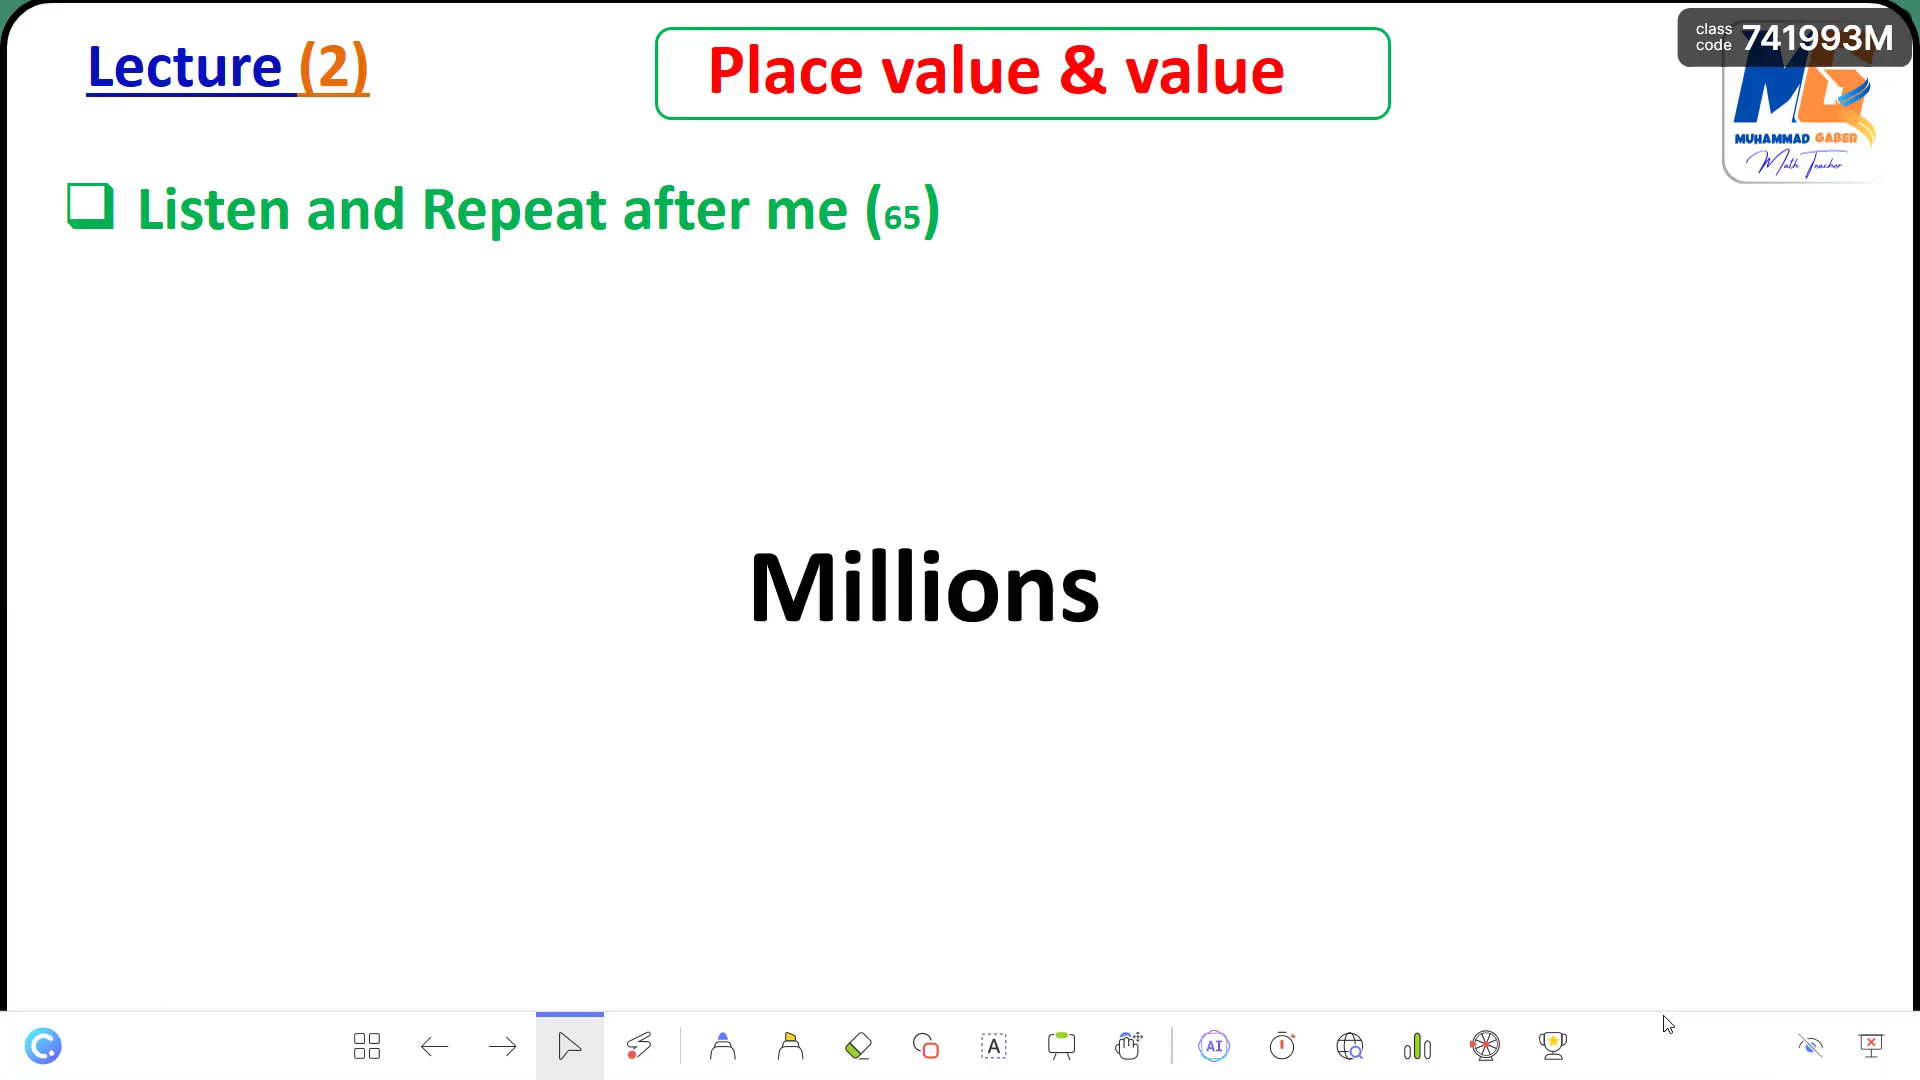 Lecture (2)
Place value & value
class code 741993M
MG
MUHAMMAD GABER
Math Teacher
❑ Listen and Repeat after me (65)
Millions
A
AI